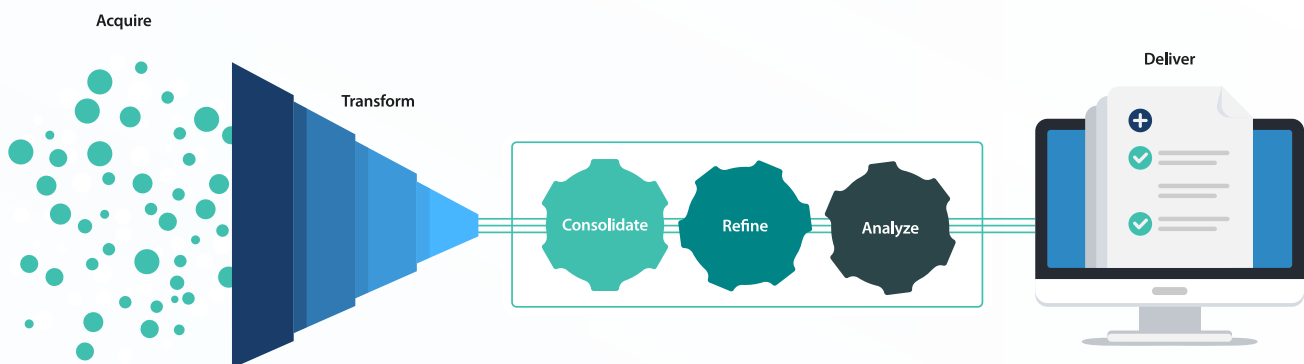 Acquire
Transform
Consolidate
Refine
Analyze
Deliver